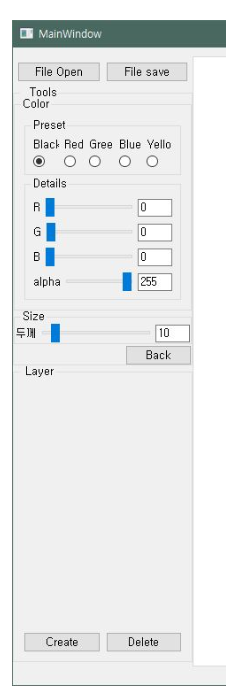 MainWindow
File Open File save
Tools
Color
Preset
Black Red Gree Blue Yello
Details
R 0
G 0
B 0
alpha 255
Size
두께 10
Back
Layer
Create Delete